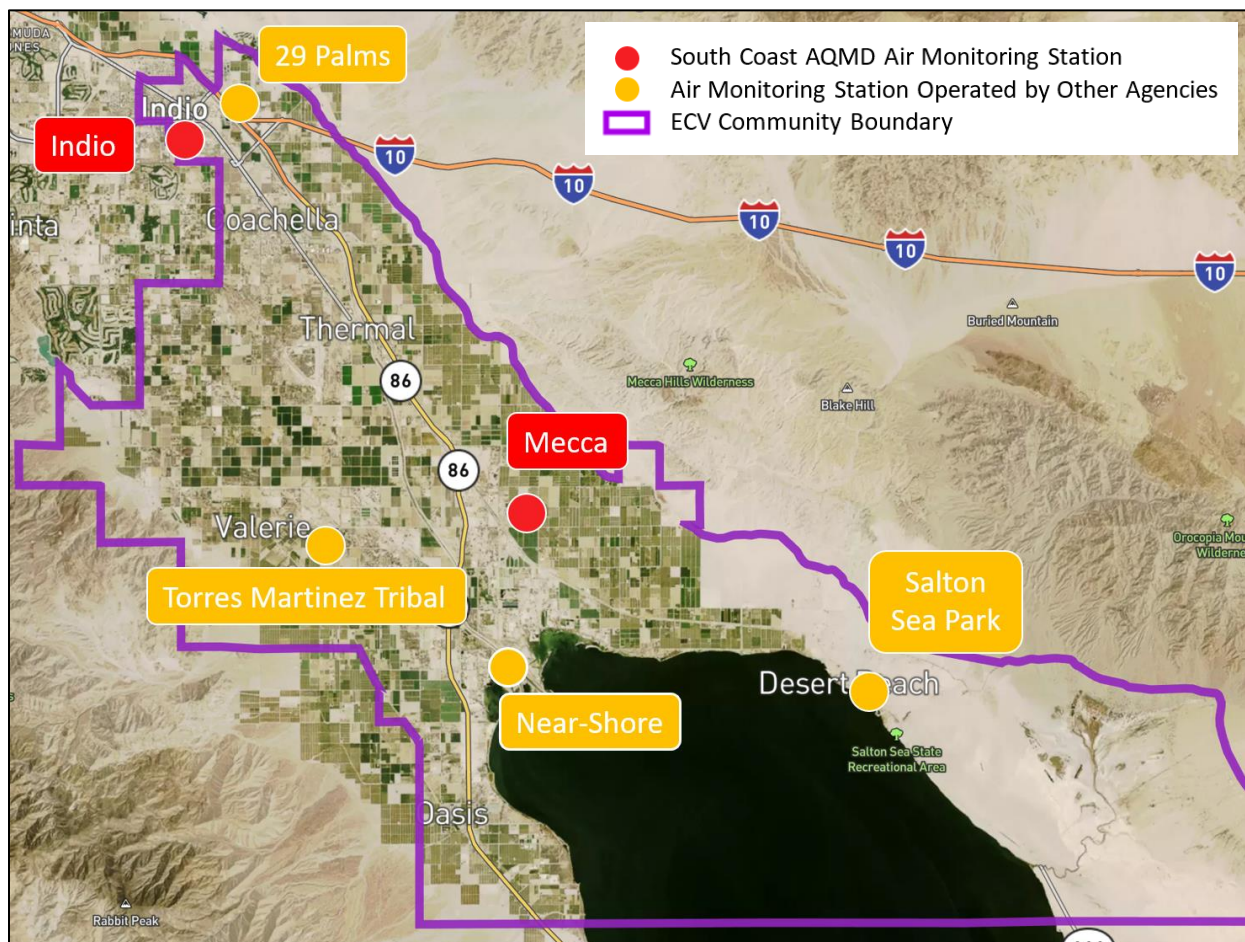 29 Palms
South Coast AQMD Air Monitoring Station
Air Monitoring Station Operated by Other Agencies
ECV Community Boundary
Indio
Indio
10
10
10
10
10
Coachella
inta
Thermal
Buried Mountain
86
Mecca Hills Wilderness
Blake Hill
Mecca
86
Valerie
Torres Martinez Tribal
Salton
Sea Park
Near-Shore
Desert Beach
Salton Sea State
Recreational Area
Oasis
Rabbit Peak